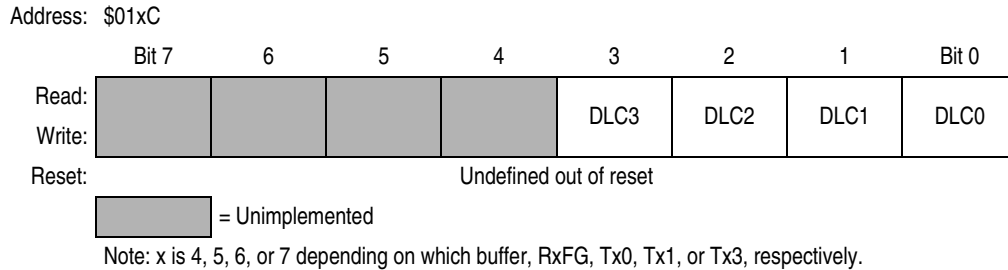 Address: $01xC
Bit 7 6 5 4 3 2 1 Bit 0
Read:
DLC3 DLC2 DLC1 DLC0
Write:
Reset: Undefined out of reset
= Unimplemented
Note: x is 4, 5, 6, or 7 depending on which buffer, RxFG, Tx0, Tx1, or Tx3, respectively.